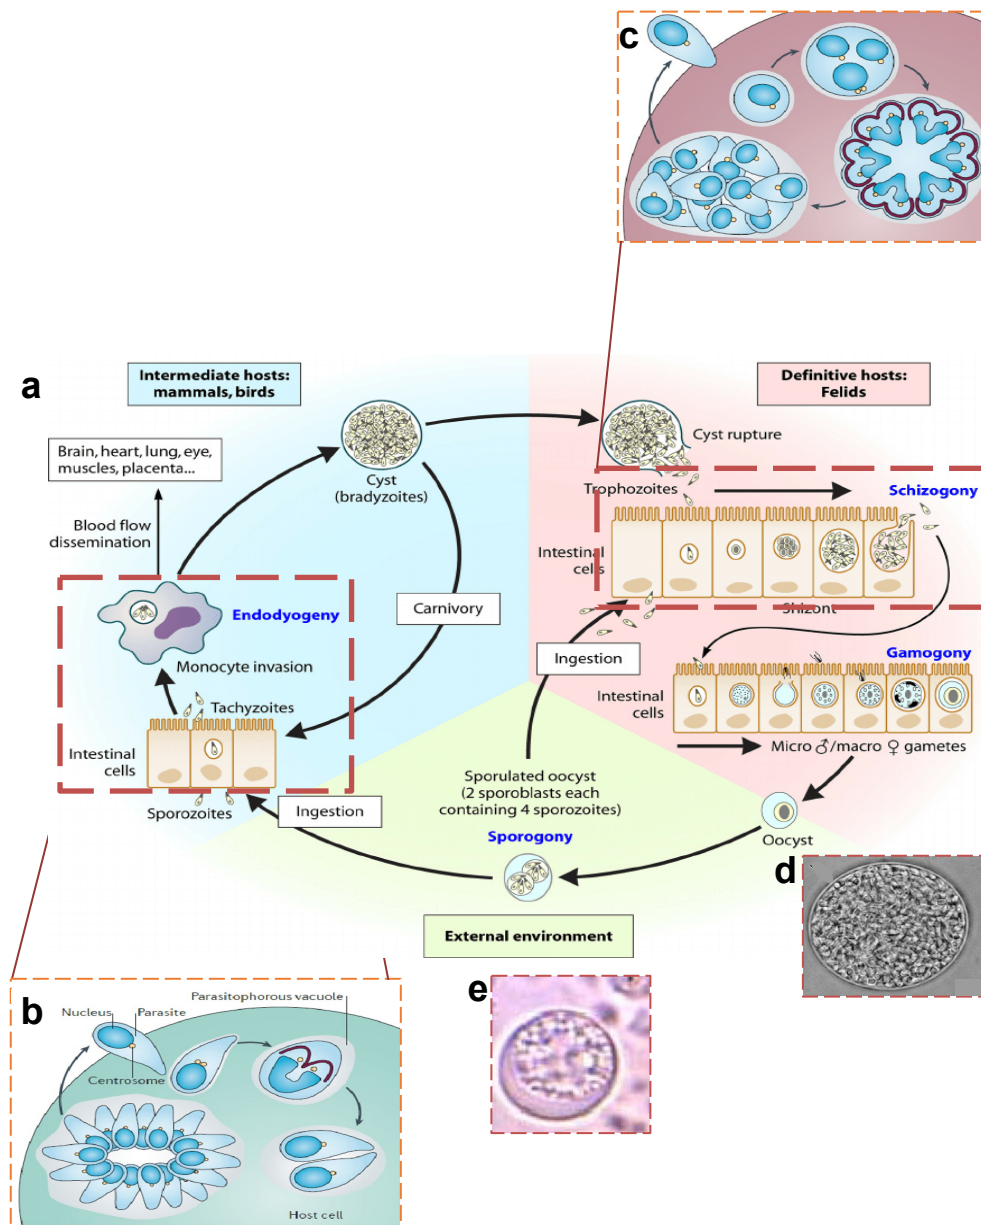 c
a
Intermediate hosts:
mammals, birds
Definitive hosts:
Felids
Brain, heart, lung, eye,
muscles, placenta...
Cyst
(bradyzoites)
Cyst rupture
Trophozoites
Schizogony
Blood flow
dissemination
Intestinal
cells
Endodyogeny
Carnivory
Shizont
Monocyte invasion
Ingestion
Gamogony
Tachyzoites
Intestinal
cells
Intestinal
cells
Micro ♂/macro ♀ gametes
Sporozoites
Ingestion
Sporulated oocyst
(2 sporoblasts each
containing 4 sporozoites)
Sporogony
Oocyst
d
External environment
e
b
Parasitophorous vacuole
Nucleus
Parasite
Centrosome
Host cell